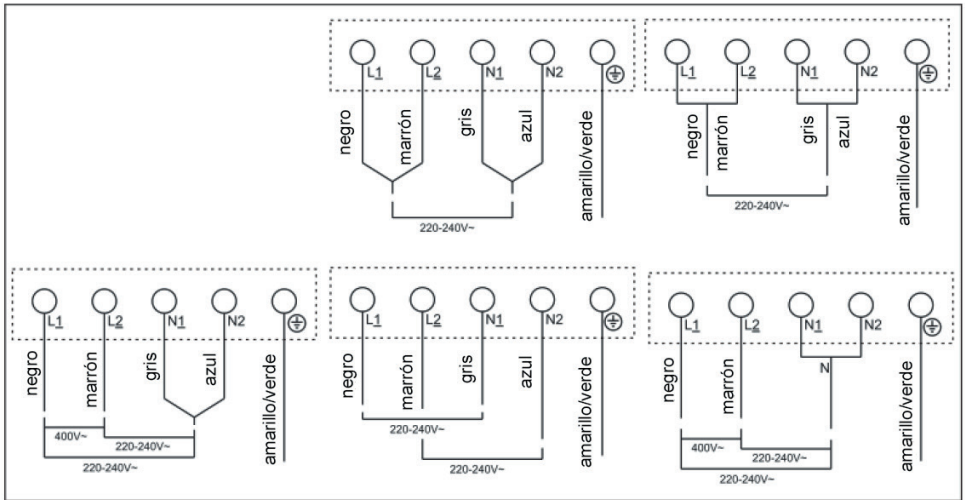 L1 L2 N1 N2
negro marrón gris azul amarillo/verde
220-240V~
L1 L2 N1 N2
negro marrón gris azul amarillo/verde
220-240V~
L1 L2 N1 N2
negro marrón gris azul amarillo/verde
400V~
220-240V~
220-240V~
L1 L2 N1 N2
negro marrón gris azul amarillo/verde
220-240V~
220-240V~
L1 L2 N1 N2
N
negro marrón gris azul amarillo/verde
400V~
220-240V~
220-240V~